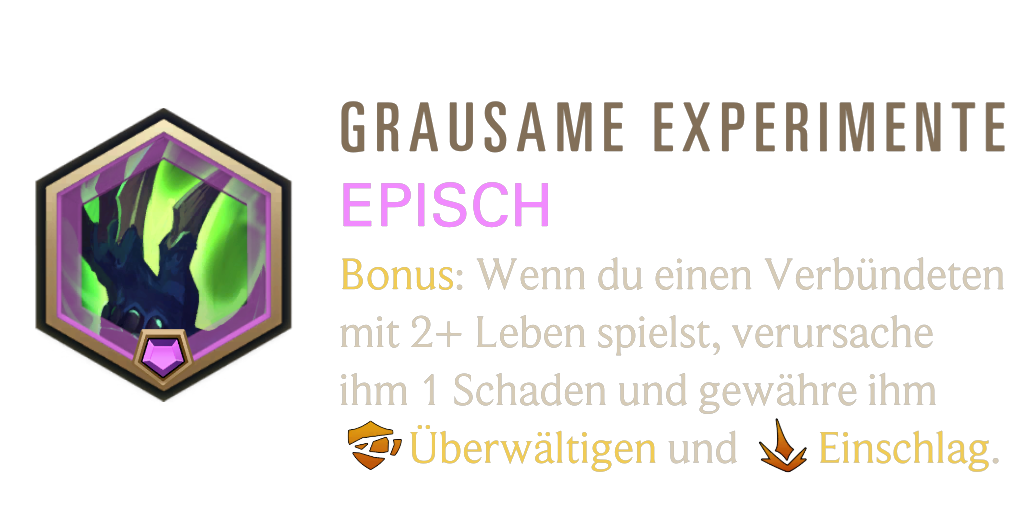 GRAUSAME EXPERIMENTE
EPISCH
Bonus: Wenn du einen Verbündeten
mit 2+ Leben spielst, verursache
ihm 1 Schaden und gewähre ihm
Überwältigen und Einschlag.